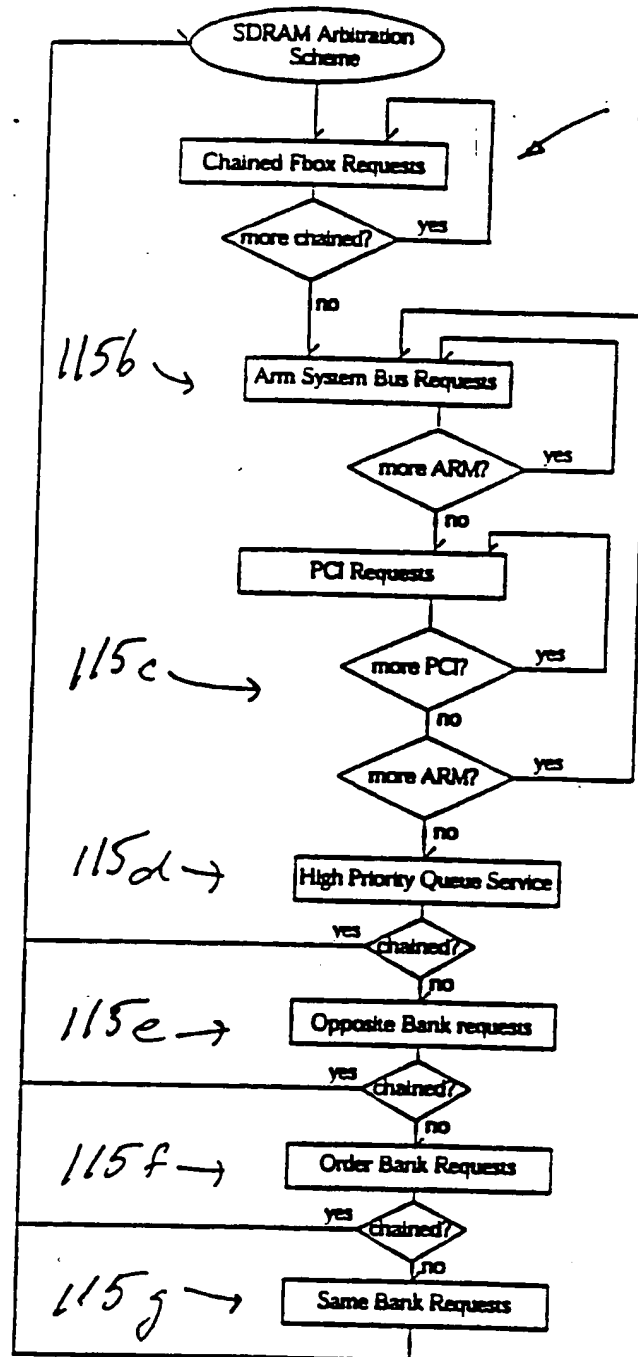 SDRAM Arbitration
Scheme
Chained Fbox Requests
more chained?
yes
no
115b
Arm System Bus Requests
more ARM?
yes
no
PCI Requests
115c
more PCI?
yes
no
more ARM?
yes
no
115d
High Priority Queue Service
yes
chained?
no
115e
Opposite Bank requests
yes
chained?
no
115f
Order Bank Requests
yes
chained?
no
115g
Same Bank Requests